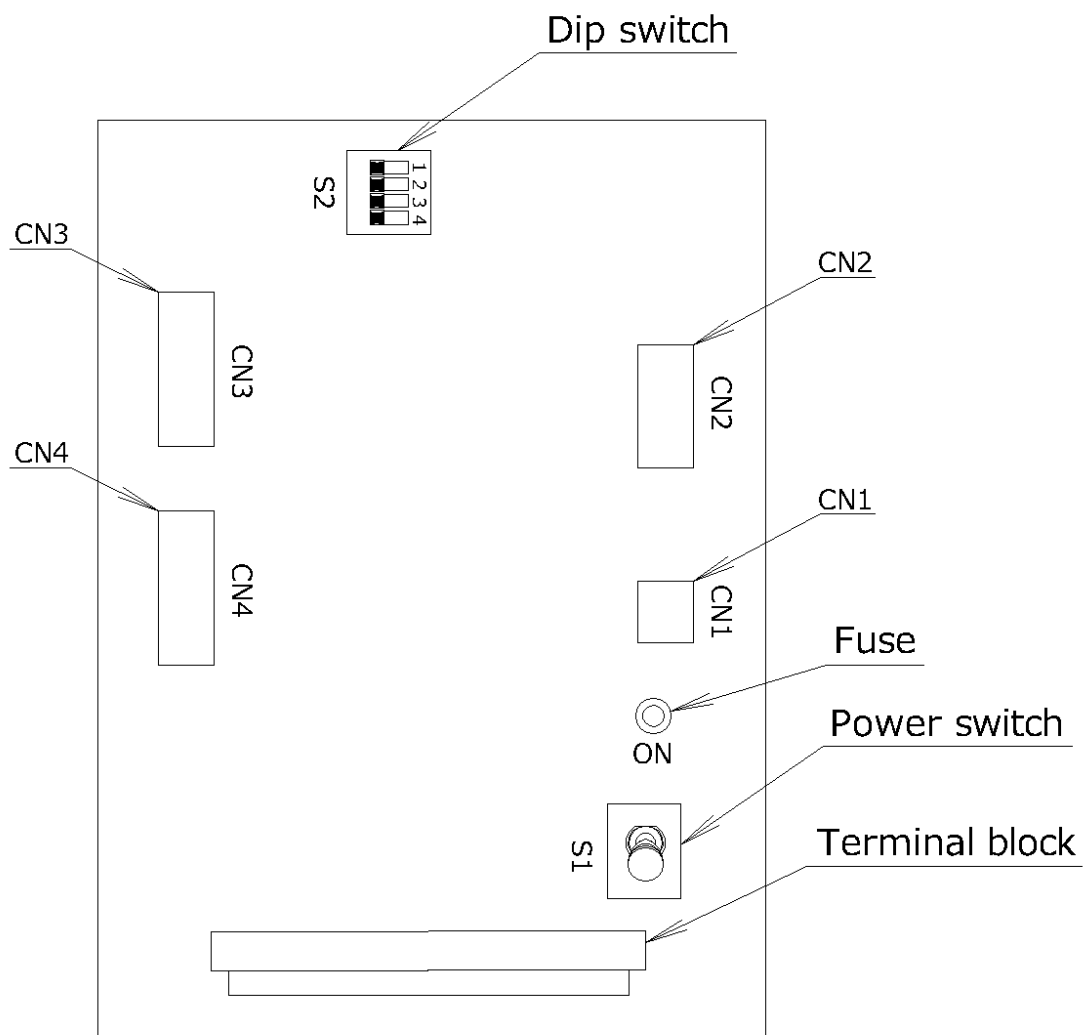 Dip switch
S2
1
2
3
4
CN3
CN2
CN3
CN2
CN4
CN1
CN4
CN1
Fuse
ON
Power switch
S1
Terminal block